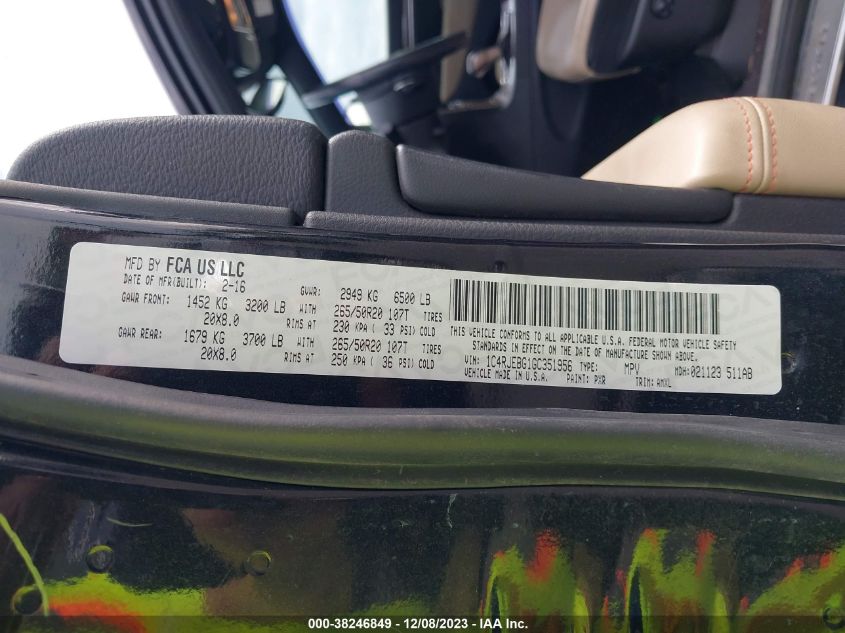 MFD BY FCA US LLC
DATE OF MFR(BUILT): 2-16 GVWR: 2949 KG 6500 LB
GAWR FRONT: 1452 KG 3200 LB WITH 265/50R20 107T TIRES
20X8.0 RIMS AT 230 KPA ( 33 PSI) COLD
GAWR REAR: 1679 KG 3700 LB WITH 265/50R20 107T TIRES
20X8.0 RIMS AT 250 KPA ( 36 PSI) COLD
THIS VEHICLE CONFORMS TO ALL APPLICABLE U.S.A. FEDERAL MOTOR VEHICLE SAFETY
STANDARDS IN EFFECT ON THE DATE OF MANUFACTURE SHOWN ABOVE.
VIN: 1C4RJEBG1GC351956 TYPE: MPV MDH:021123 511AB
VEHICLE MADE IN U.S.A. PAINT: PXR TRIM: AMXL
000-38246849 - 12/08/2023 - IAA Inc.